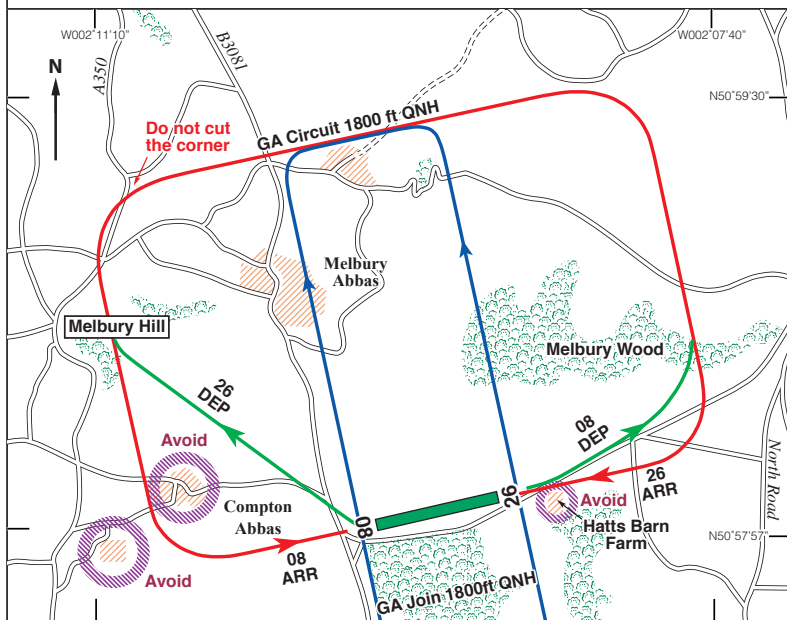 W002°11'10"
W002°07'40"
A350
B3081
N
N50°59'30"
GA Circuit 1800 ft QNH
Do not cut
the corner
Melbury
Abbas
Melbury Hill
Melbury Wood
26
DEP
08
DEP
Avoid
26
ARR
North Road
Compton
Abbas
08
26
Avoid
Hatts Barn
Farm
N50°57'57"
08
ARR
Avoid
GA Join 1800ft QNH